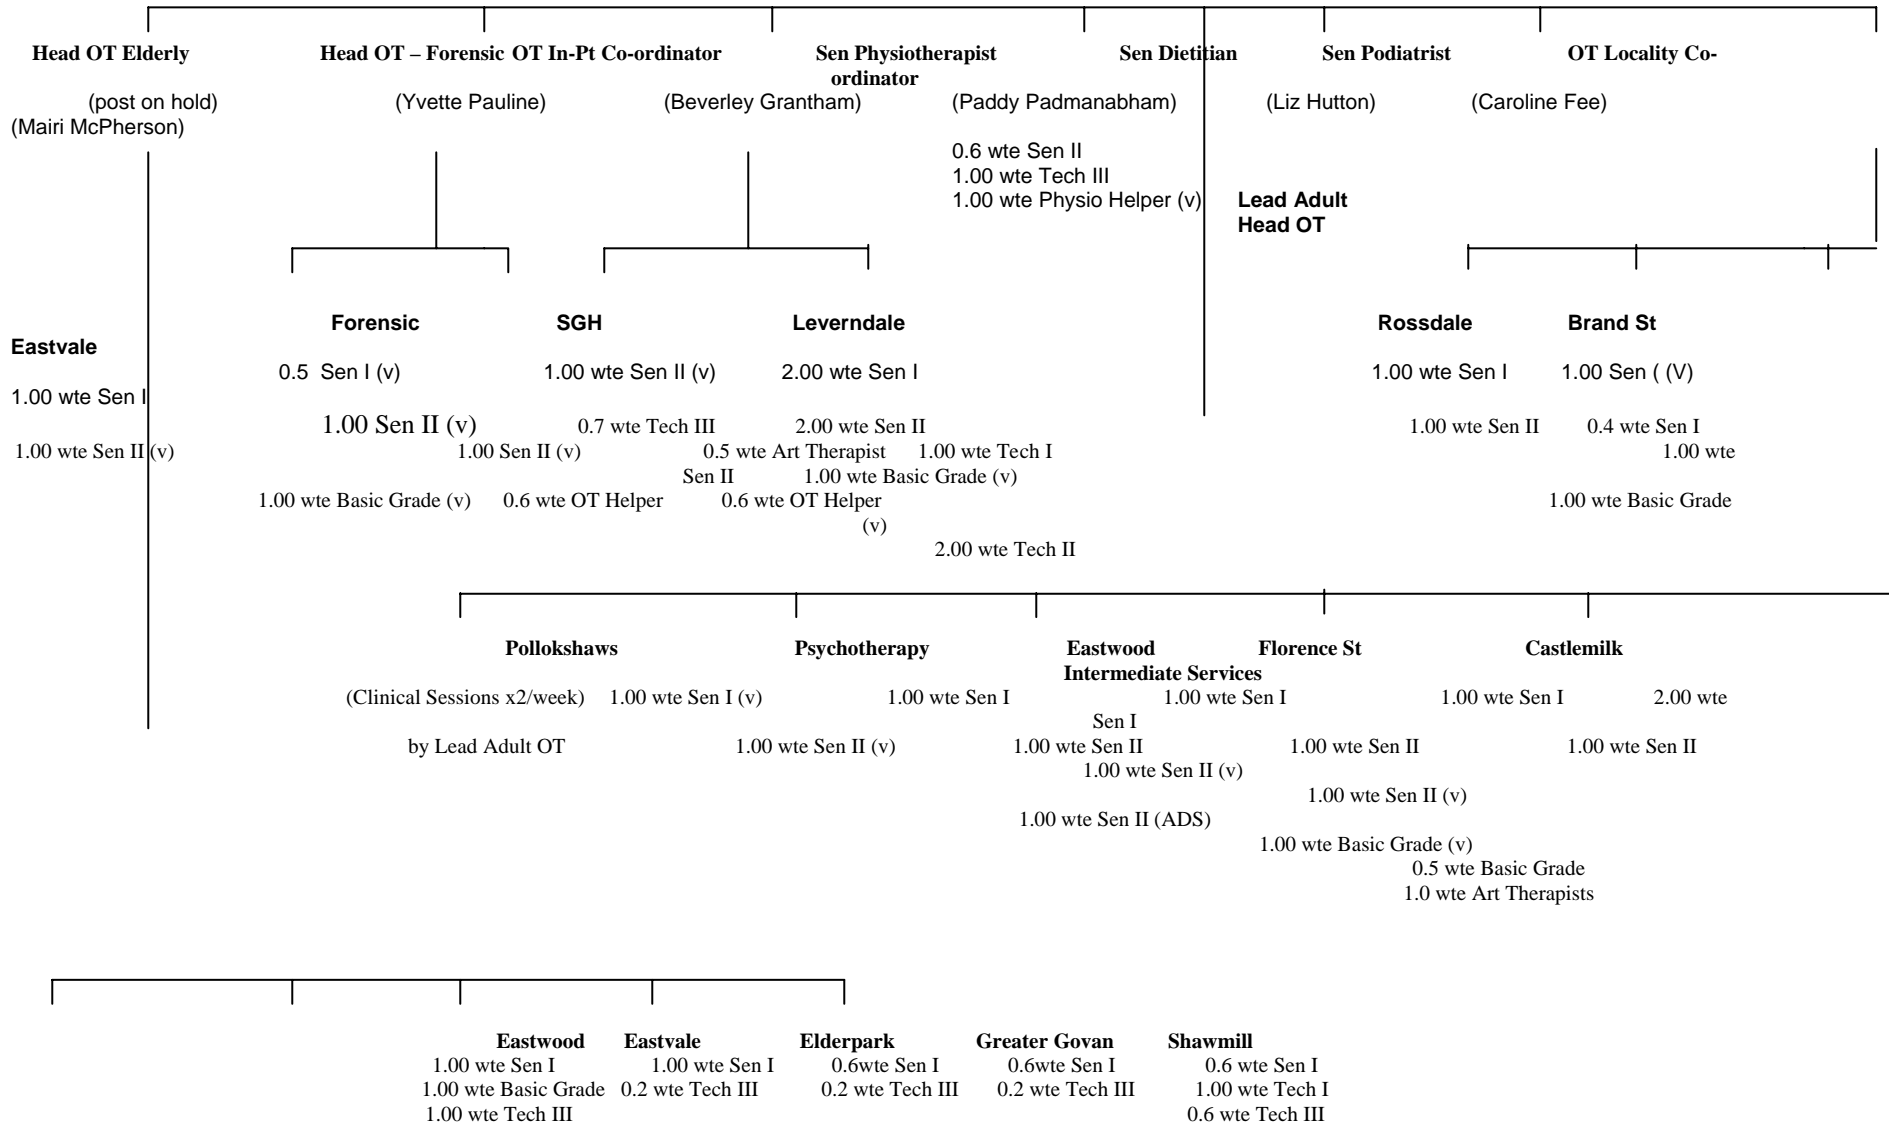 Head OT Elderly Head OT – Forensic OT In-Pt Co-ordinator Sen Physiotherapist Sen Dietitian Sen Podiatrist OT Locality Co-
ordinator
(post on hold) (Yvette Pauline) (Beverley Grantham) (Paddy Padmanabham) (Liz Hutton) (Caroline Fee)
(Mairi McPherson)
0.6 wte Sen II
1.00 wte Tech III
1.00 wte Physio Helper (v) Lead Adult
Head OT
Forensic SGH Leverndale Rossdale Brand St
Eastvale
0.5 Sen I (v) 1.00 wte Sen II (v) 2.00 wte Sen I 1.00 wte Sen I 1.00 Sen ( (V)
1.00 wte Sen I
1.00 Sen II (v) 0.7 wte Tech III 2.00 wte Sen II 1.00 wte Sen II 0.4 wte Sen I
1.00 wte Sen II (v) 1.00 Sen II (v) 0.5 wte Art Therapist 1.00 wte Tech I 1.00 wte
Sen II 1.00 wte Basic Grade (v)
1.00 wte Basic Grade (v) 0.6 wte OT Helper 0.6 wte OT Helper 1.00 wte Basic Grade
(v)
2.00 wte Tech II
Pollokshaws Psychotherapy Eastwood Florence St Castlemilk
Intermediate Services
(Clinical Sessions x2/week) 1.00 wte Sen I (v) 1.00 wte Sen I 1.00 wte Sen I 1.00 wte Sen I 2.00 wte
Sen I
by Lead Adult OT 1.00 wte Sen II (v) 1.00 wte Sen II 1.00 wte Sen II 1.00 wte Sen II
1.00 wte Sen II (v)
1.00 wte Sen II (v)
1.00 wte Sen II (ADS)
1.00 wte Basic Grade (v)
0.5 wte Basic Grade
1.0 wte Art Therapists
Eastwood Eastvale Elderpark Greater Govan Shawmill
1.00 wte Sen I 1.00 wte Sen I 0.6wte Sen I 0.6wte Sen I 0.6 wte Sen I
1.00 wte Basic Grade 0.2 wte Tech III 0.2 wte Tech III 0.2 wte Tech III 1.00 wte Tech I
1.00 wte Tech III 0.6 wte Tech III